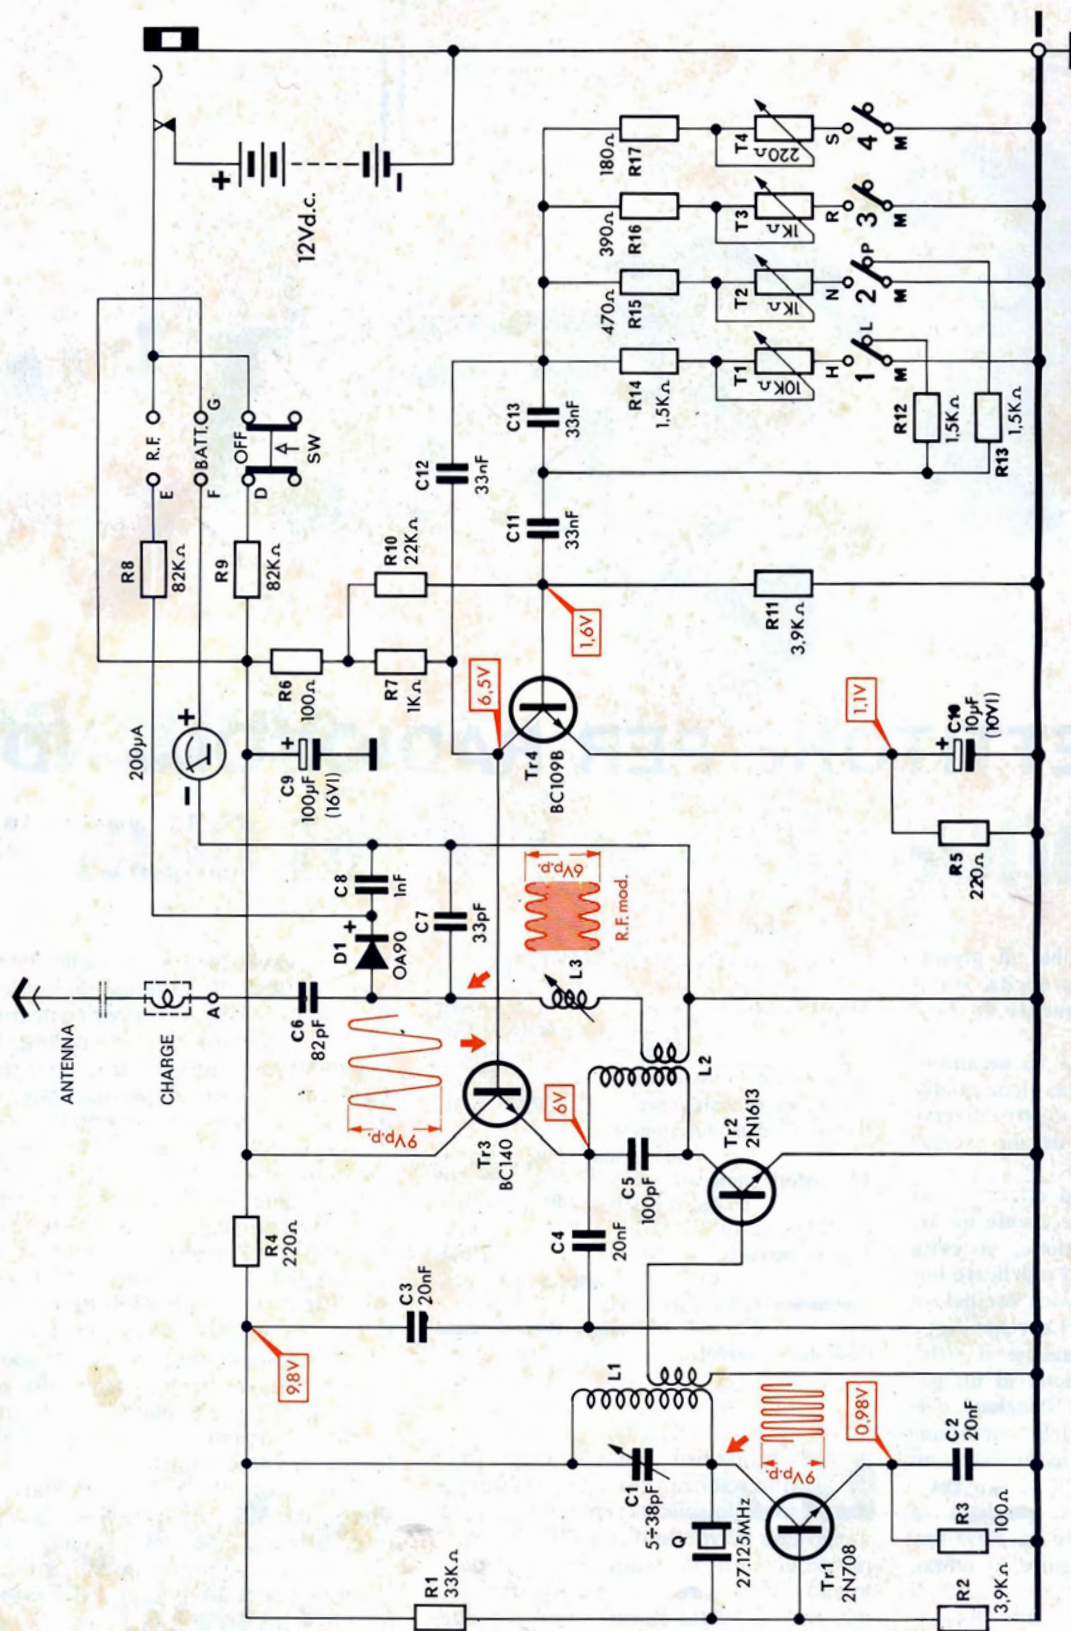 ANTENNA
CHARGE
A
C6
82pF
D1
OA90
C8
1nF
C7
33pF
200µA
R8
82KΩ
E
R.F.
F
BATT.
G
R9
82KΩ
D
OFF
SW
12Vd.c.
R4
220Ω
9,8V
C3
20nF
C4
20nF
9Vp.p.
Tr3
BC140
6V
C5
100pF
L3
6Vp.p.
R.F. mod.
L2
Tr2
2N1613
C9
100µF
(16Vl)
R6
100Ω
R7
1KΩ
R10
22KΩ
6,5V
Tr4
BC109B
1,6V
C12
33nF
C11
33nF
C13
33nF
R11
3,9KΩ
1,1V
C10
10µF
(10Vl)
R5
220Ω
R14
1,5KΩ
R15
470Ω
R16
390Ω
R17
180Ω
T1
10KΩ
T2
1KΩ
T3
1KΩ
T4
220Ω
H
1
L
M
N
2
P
M
R
3
M
S
4
M
R12
1,5KΩ
R13
1,5KΩ
R1
33KΩ
L1
C1
5÷38pF
Q
27.125MHz
9Vp.p.
Tr1
2N708
0,98V
C2
20nF
R3
100Ω
R2
3,9KΩ